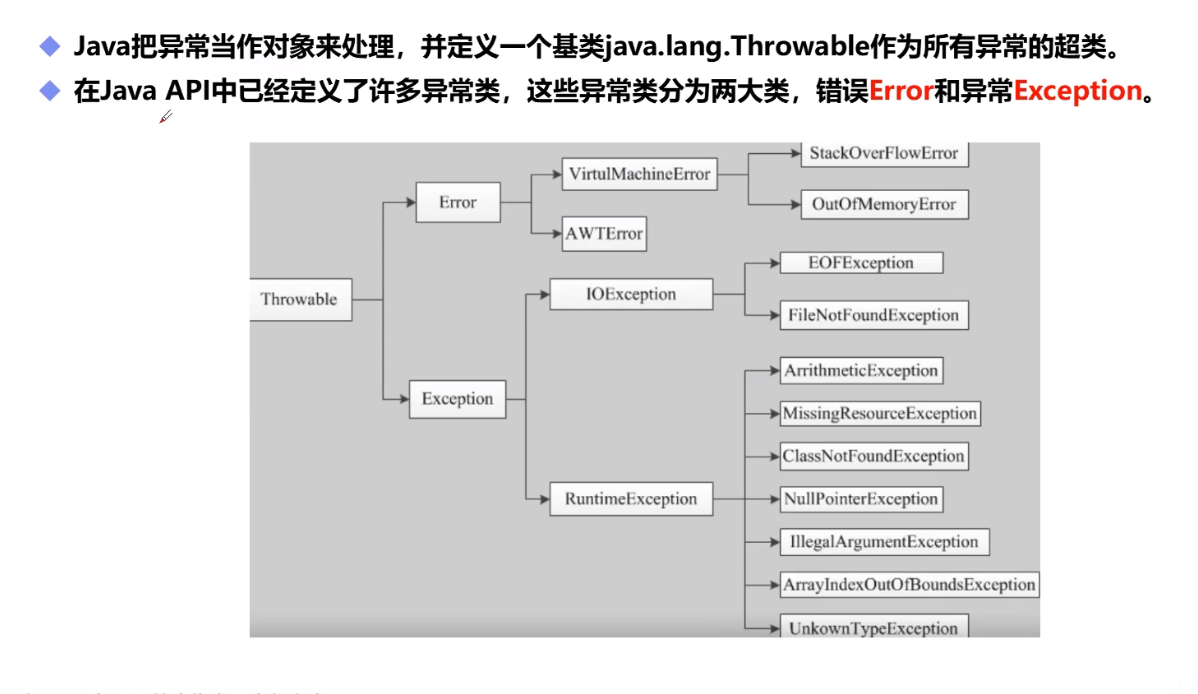 Java把异常当作对象来处理，并定义一个基类java.lang.Throwable作为所有异常的超类。
在Java API中已经定义了许多异常类，这些异常类分为两大类，错误Error和异常Exception。
StackOverFlowError
VirtulMachineError
Error
OutOfMemoryError
AWTError
EOFException
IOException
Throwable
FileNotFoundException
ArrithmeticException
Exception
MissingResourceException
ClassNotFoundException
RuntimeException
NullPointerException
IllegalArgumentException
ArrayIndexOutOfBoundsException
UnkownTypeException